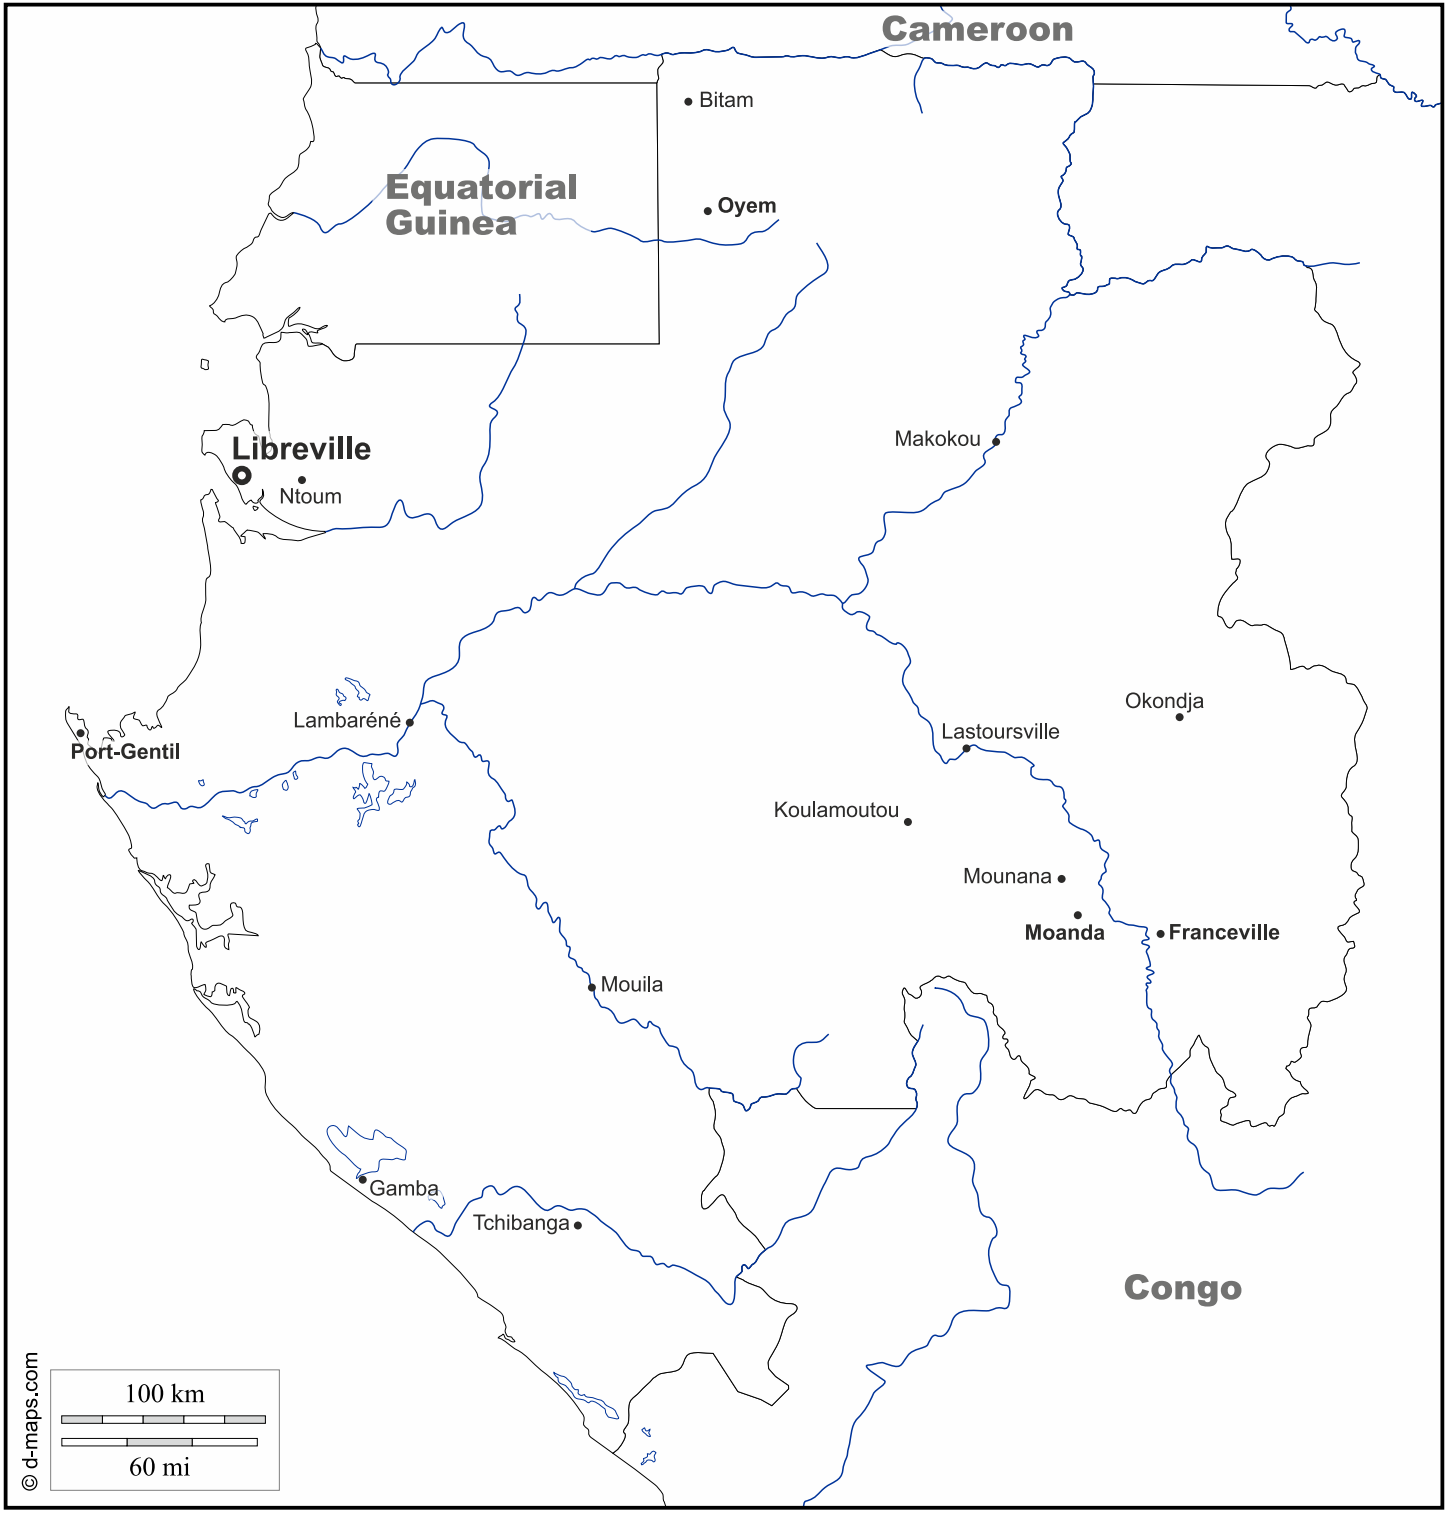 Cameroon
Bitam
Equatorial
Guinea
Oyem
Makokou
Libreville
Ntoum
Okondja
Lambaréné
Lastoursville
Port-Gentil
Koulamoutou
Mounana
Moanda
Franceville
Mouila
Gamba
Tchibanga
Congo
100 km
60 mi
© d-maps.com